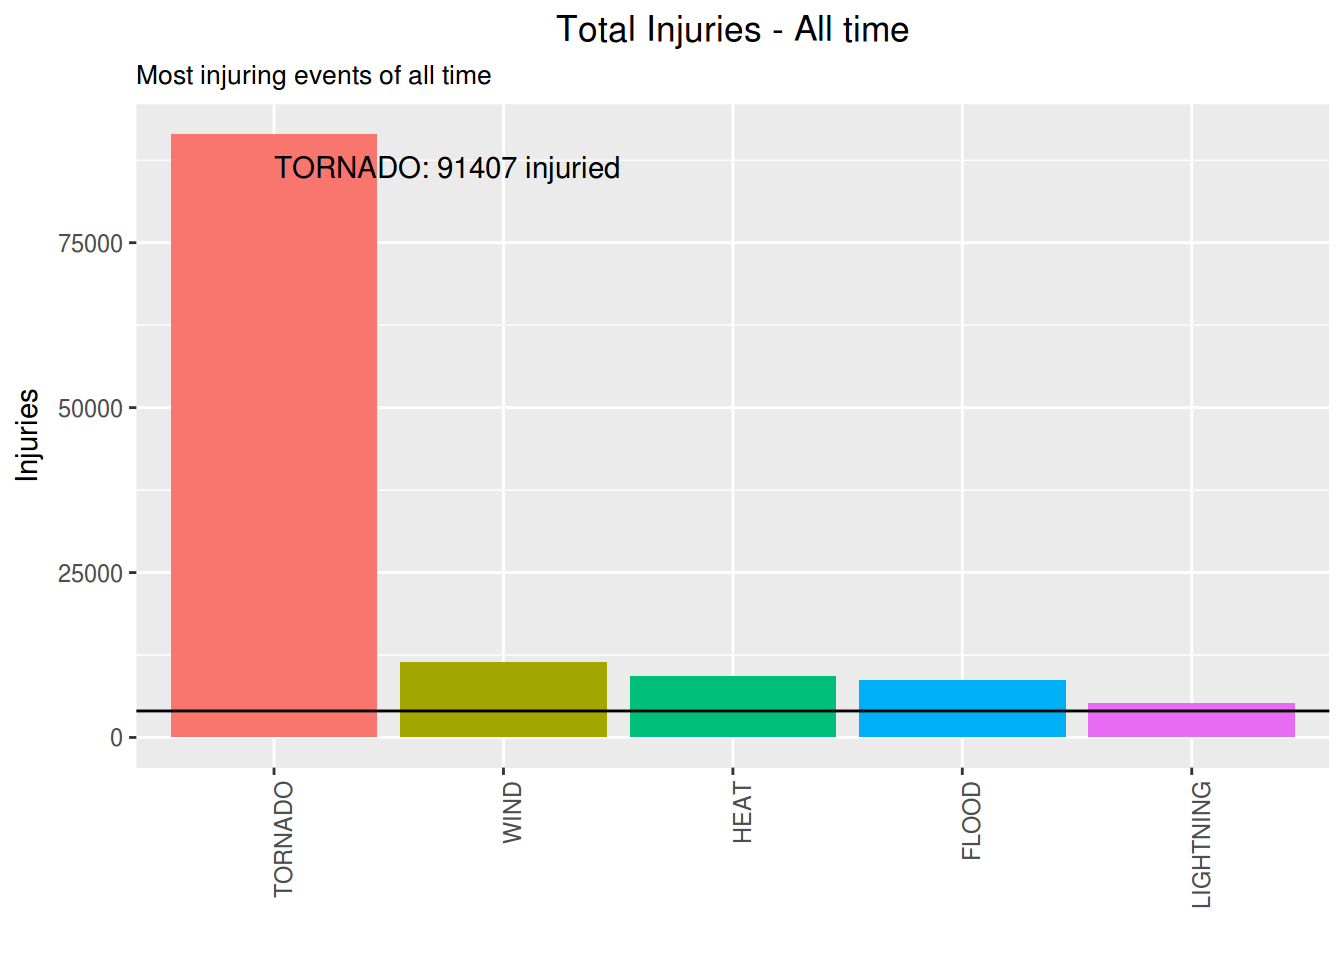 Total Injuries - All time
Most injuring events of all time
TORNADO: 91407 injuried
75000
50000
25000
0
Injuries
TORNADO
WIND
HEAT
FLOOD
LIGHTNING